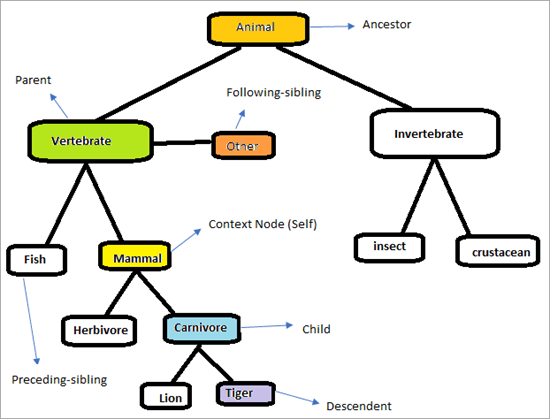 Animal
Ancestor
Parent
Following-sibling
Vertebrate
Other
Invertebrate
Context Node (Self)
Fish
Mammal
insect
crustacean
Herbivore
Carnivore
Child
Preceding-sibling
Lion
Tiger
Descendent